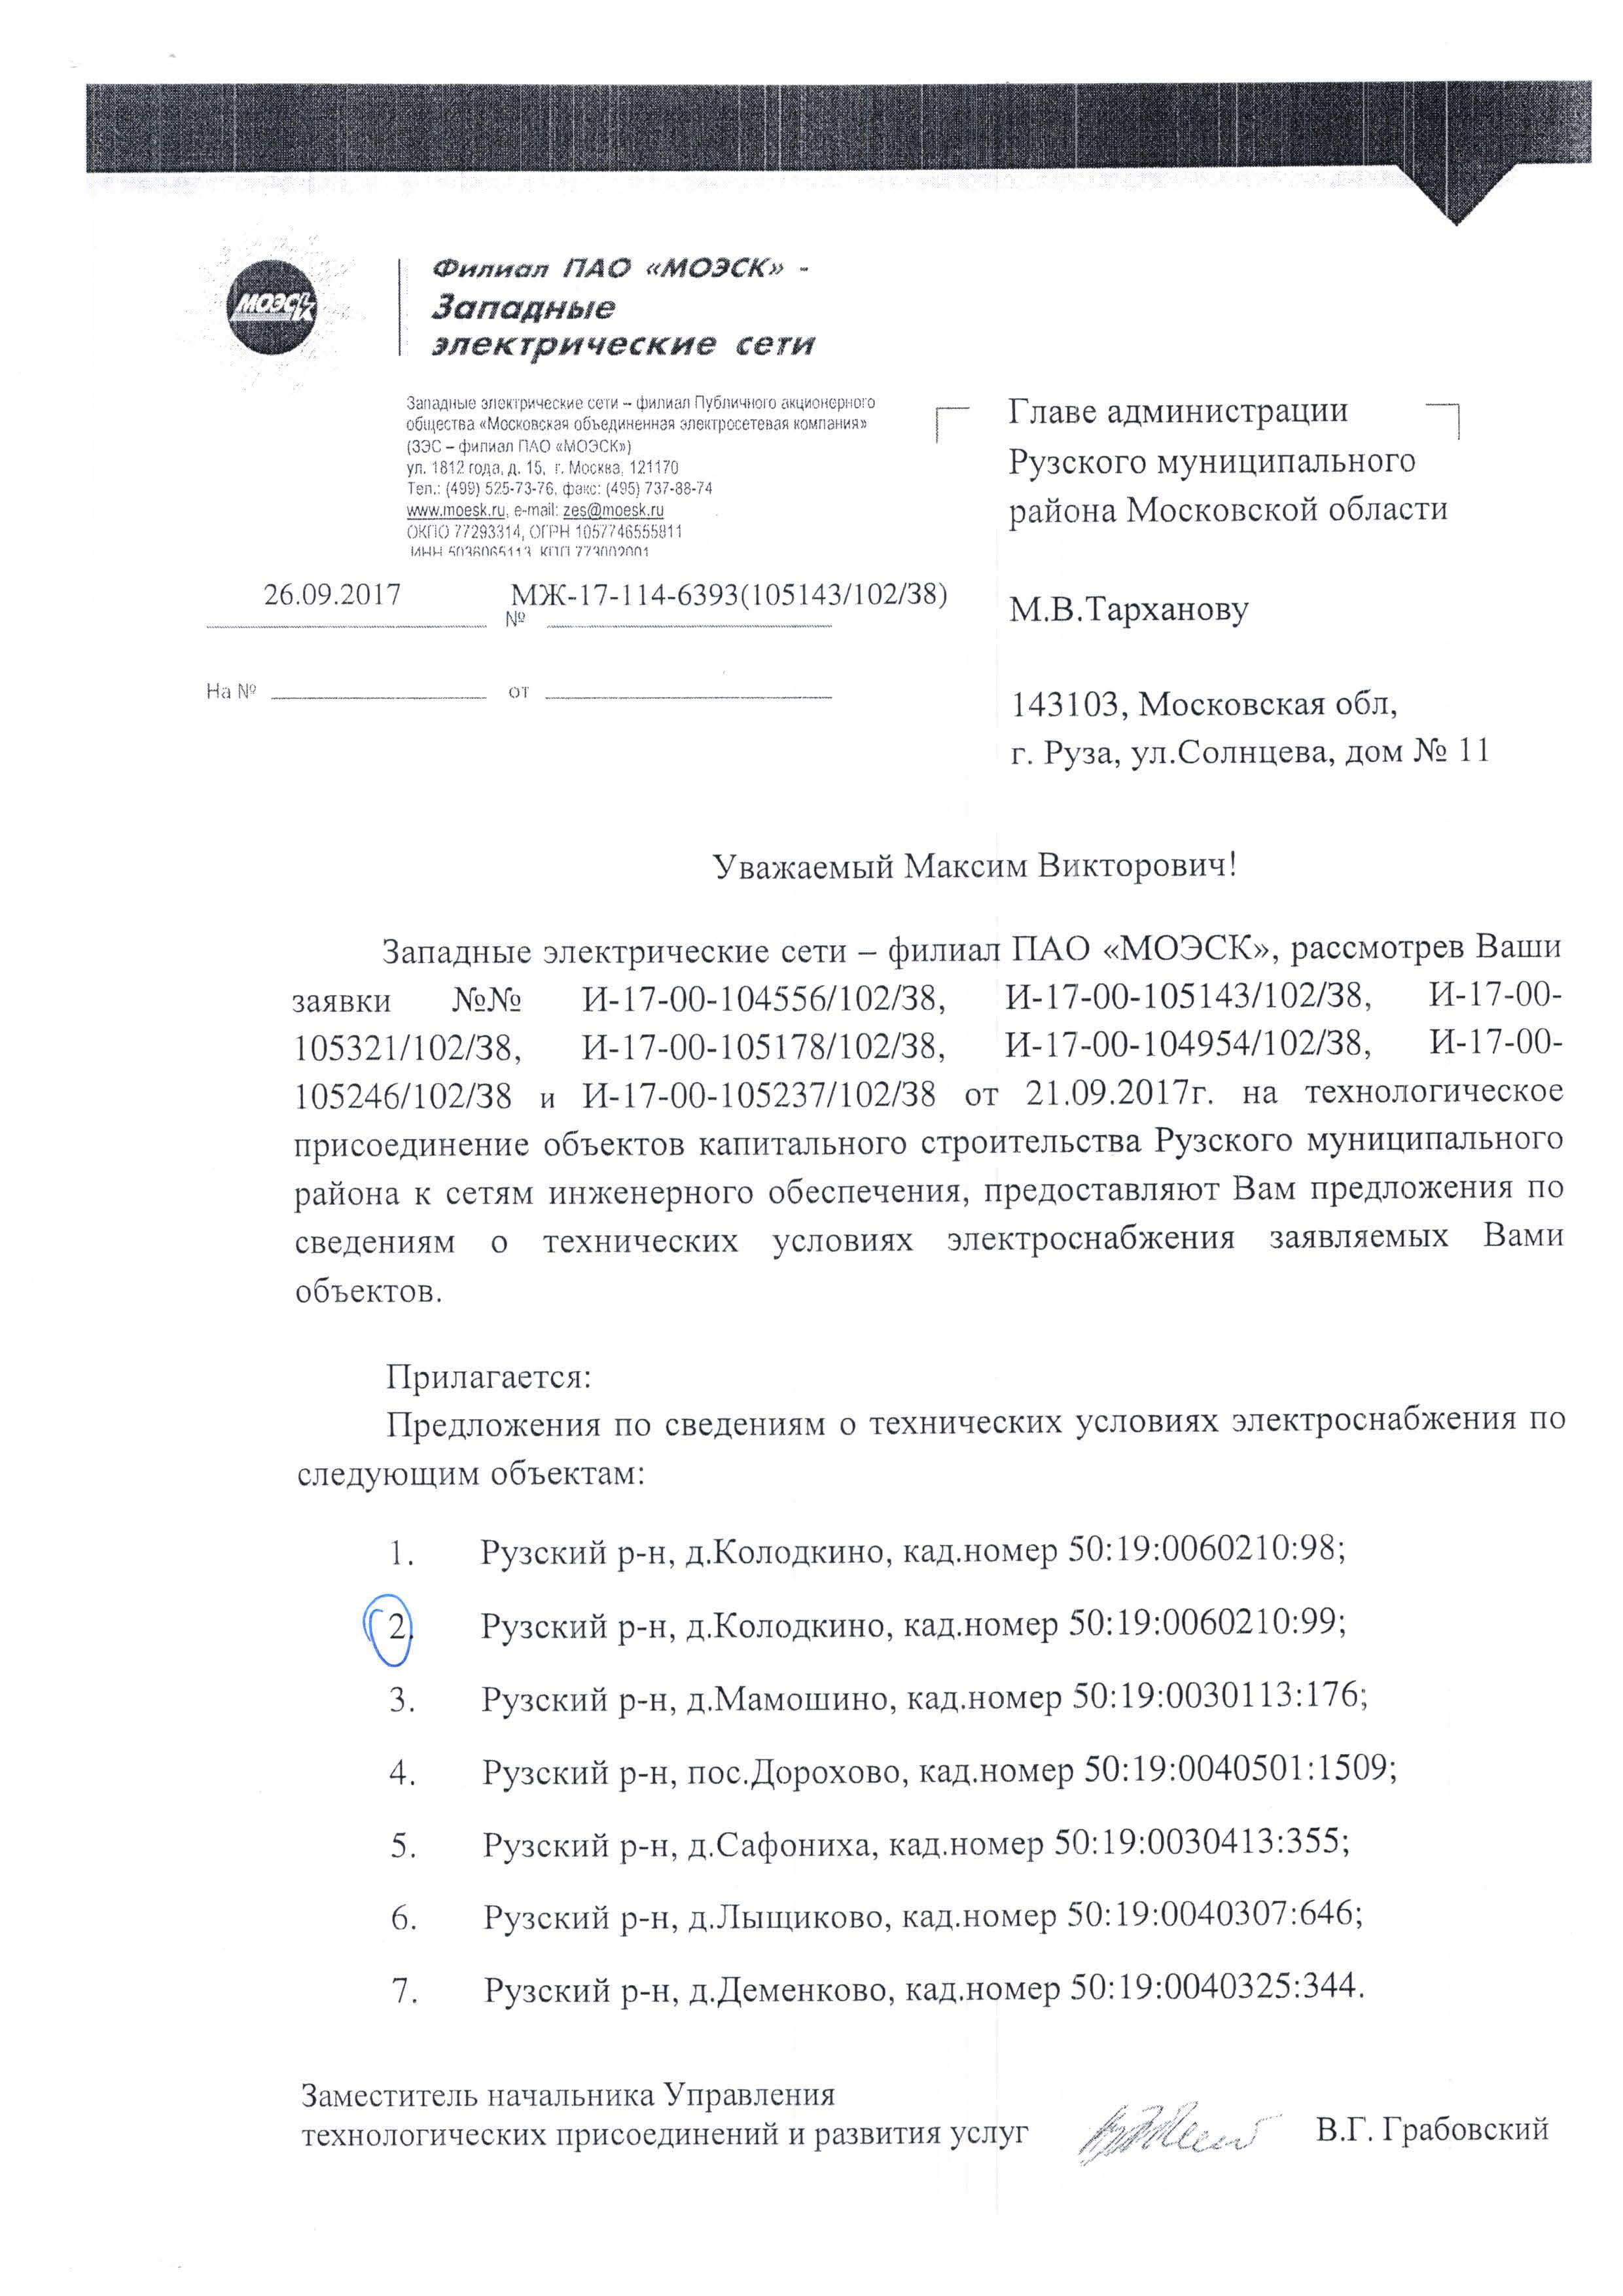 МОЭСК
Филиал ПАО «МОЭСК» -
Западные
электрические сети
Западные электрические сети – филиал Публичного акционерного
общества «Московская объединенная электросетевая компания»
(ЗЭС – филиал ПАО «МОЭСК»)
ул. 1812 года, д. 15, г. Москва, 121170
Тел.: (499) 525-73-76, факс: (495) 737-88-74
www.moesk.ru, e-mail: zes@moesk.ru
ОКПО 77293314, ОГРН 1057746555811
ИНН 5036065113, КПП 773002001
26.09.2017 МЖ-17-114-6393(105143/102/38)
№
На № от
Главе администрации
Рузского муниципального
района Московской области
М.В.Тарханову
143103, Московская обл,
г. Руза, ул.Солнцева, дом № 11
Уважаемый Максим Викторович!
Западные электрические сети – филиал ПАО «МОЭСК», рассмотрев Ваши
заявки №№ И-17-00-104556/102/38, И-17-00-105143/102/38, И-17-00-
105321/102/38, И-17-00-105178/102/38, И-17-00-104954/102/38, И-17-00-
105246/102/38 и И-17-00-105237/102/38 от 21.09.2017г. на технологическое
присоединение объектов капитального строительства Рузского муниципального
района к сетям инженерного обеспечения, предоставляют Вам предложения по
сведениям о технических условиях электроснабжения заявляемых Вами
объектов.
Прилагается:
Предложения по сведениям о технических условиях электроснабжения по
следующим объектам:
1. Рузский р-н, д.Колодкино, кад.номер 50:19:0060210:98;
2. Рузский р-н, д.Колодкино, кад.номер 50:19:0060210:99;
3. Рузский р-н, д.Мамошино, кад.номер 50:19:0030113:176;
4. Рузский р-н, пос.Дорохово, кад.номер 50:19:0040501:1509;
5. Рузский р-н, д.Сафониха, кад.номер 50:19:0030413:355;
6. Рузский р-н, д.Лыщиково, кад.номер 50:19:0040307:646;
7. Рузский р-н, д.Деменково, кад.номер 50:19:0040325:344.
Заместитель начальника Управления
технологических присоединений и развития услуг В.Г. Грабовский